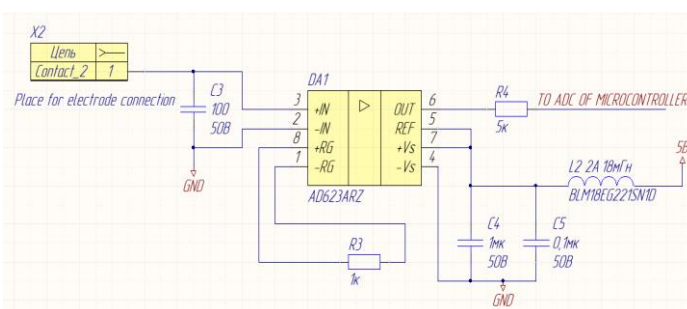 X2
Цепь
Contact_2 1
Place for electrode connection
C3
100
50В
GND
DA1
3 +IN
2 -IN
8 +RG
1 -RG
OUT 6
REF 5
+Vs 7
-Vs 4
AD623ARZ
R3
1к
R4
5к
TO ADC OF MICROCONTROLLER
5В
L2 2А 18мГн
BLM18EG221SN1D
C4
1мк
50В
C5
0,1мк
50В
GND